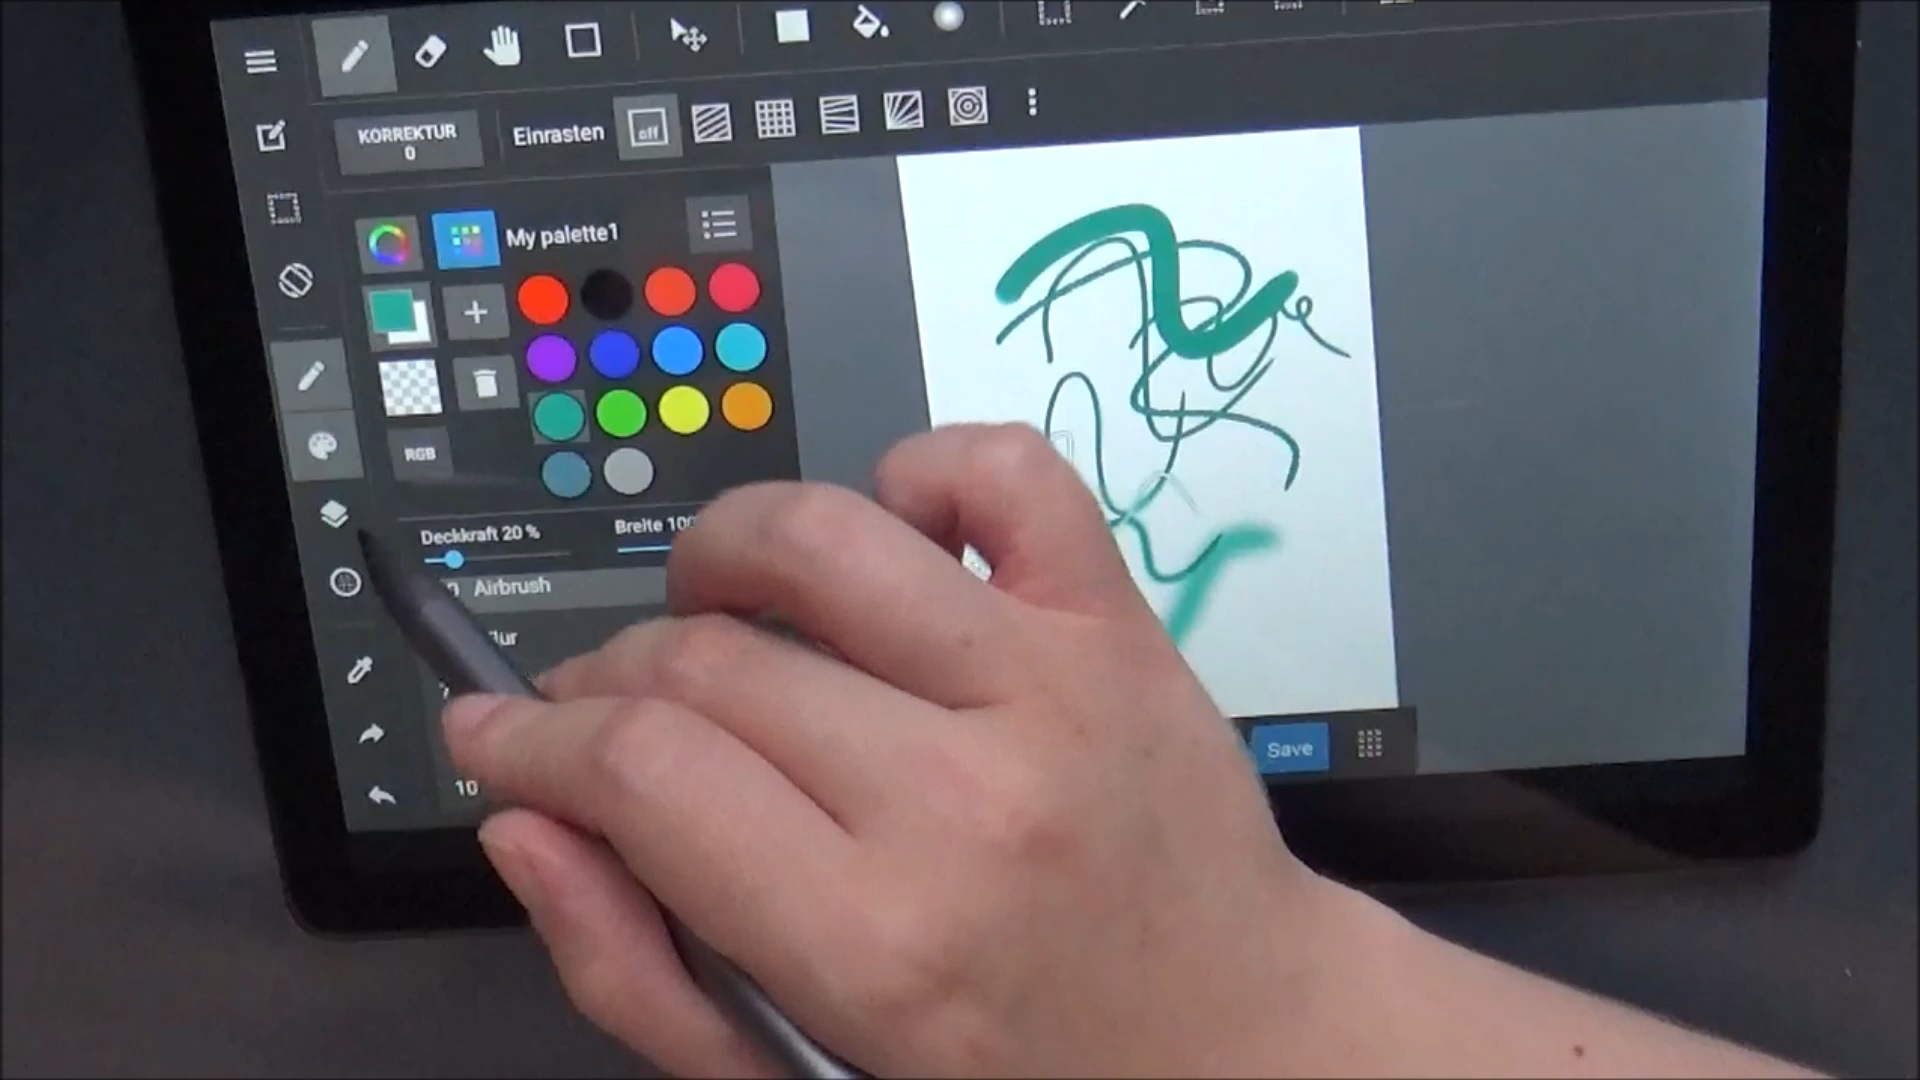 KORREKTUR
0
Einrasten
off
My palette1
RGB
Deckkraft 20 %
Breite 100
Airbrush
10
Save